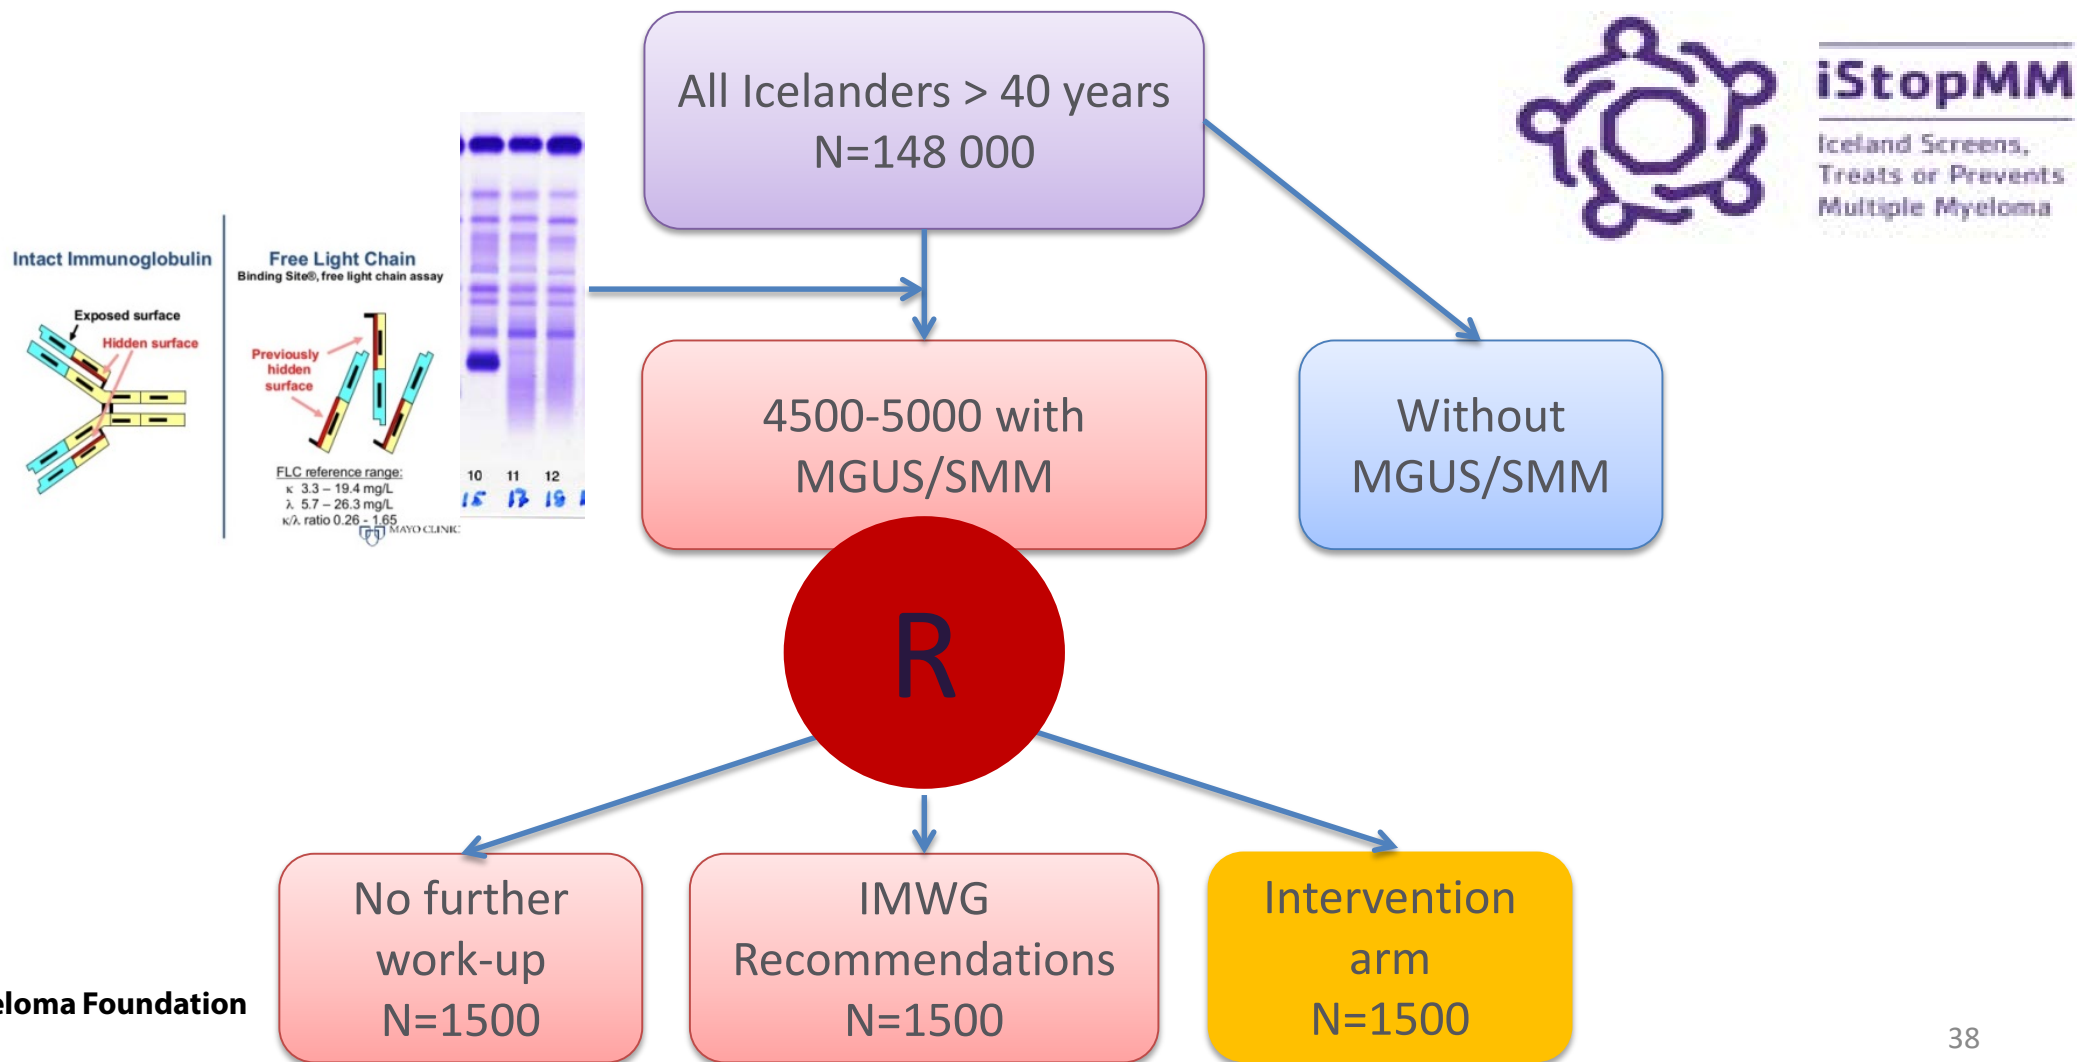 All Icelanders > 40 years
N=148 000
iStopMM
Iceland Screens,
Treats or Prevents
Multiple Myeloma
Intact Immunoglobulin
Exposed surface
Hidden surface
Free Light Chain
Binding Site®, free light chain assay
Previously
hidden
surface
FLC reference range:
κ 3.3 – 19.4 mg/L
λ 5.7 – 26.3 mg/L
κ/λ ratio 0.26 - 1.65
MAYO CLINIC
10 11 12
15 17 18
4500-5000 with
MGUS/SMM
Without
MGUS/SMM
R
No further
work-up
N=1500
IMWG
Recommendations
N=1500
Intervention
arm
N=1500
eloma Foundation
38